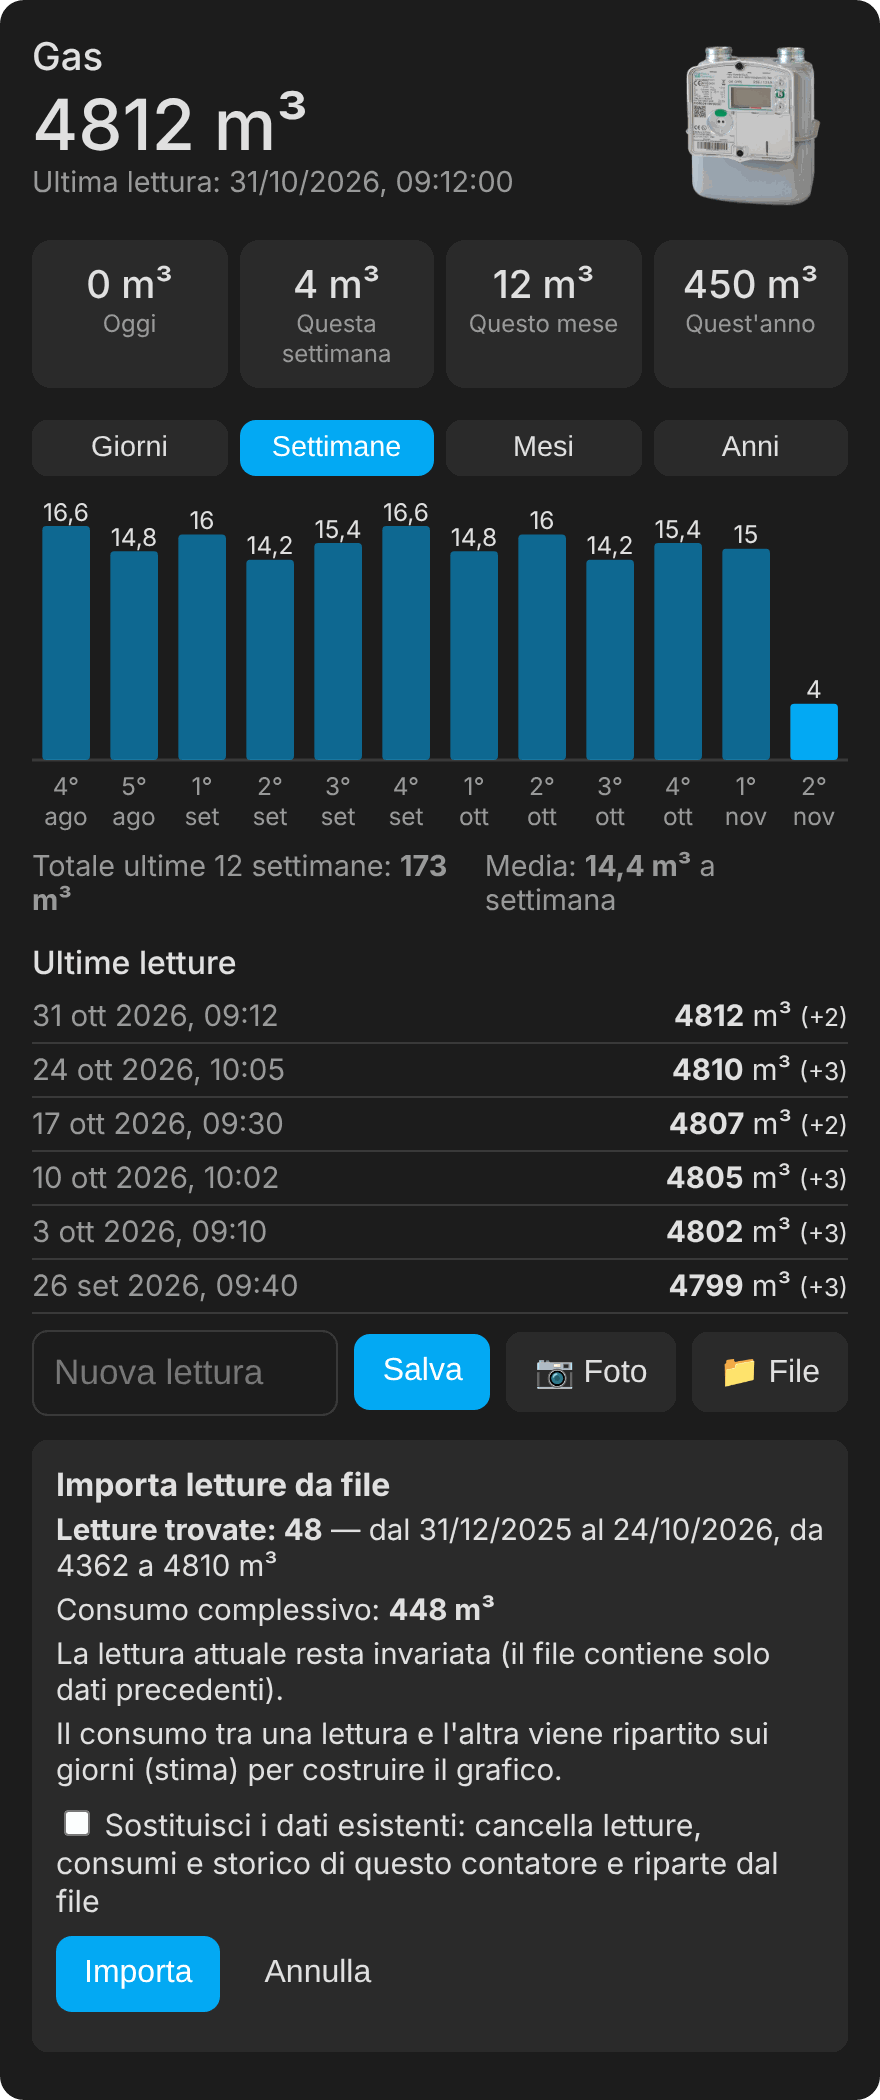 Gas
4812 m³
Ultima lettura: 31/10/2026, 09:12:00
0 m³
Oggi
4 m³
Questa
settimana
12 m³
Questo mese
450 m³
Quest'anno
Giorni
Settimane
Mesi
Anni
16,6
14,8
16
14,2
15,4
16,6
14,8
16
14,2
15,4
15
4
4° ago
5° ago
1° set
2° set
3° set
4° set
1° ott
2° ott
3° ott
4° ott
1° nov
2° nov
Totale ultime 12 settimane: 173
m³
Media: 14,4 m³ a
settimana
Ultime letture
31 ott 2026, 09:12 4812 m³ (+2)
24 ott 2026, 10:05 4810 m³ (+3)
17 ott 2026, 09:30 4807 m³ (+2)
10 ott 2026, 10:02 4805 m³ (+3)
3 ott 2026, 09:10 4802 m³ (+3)
26 set 2026, 09:40 4799 m³ (+3)
Nuova lettura
Salva
📷 Foto
📁 File
Importa letture da file
Letture trovate: 48 — dal 31/12/2025 al 24/10/2026, da
4362 a 4810 m³
Consumo complessivo: 448 m³
La lettura attuale resta invariata (il file contiene solo
dati precedenti).
Il consumo tra una lettura e l'altra viene ripartito sui
giorni (stima) per costruire il grafico.
Sostituisci i dati esistenti: cancella letture,
consumi e storico di questo contatore e riparte dal
file
Importa
Annulla